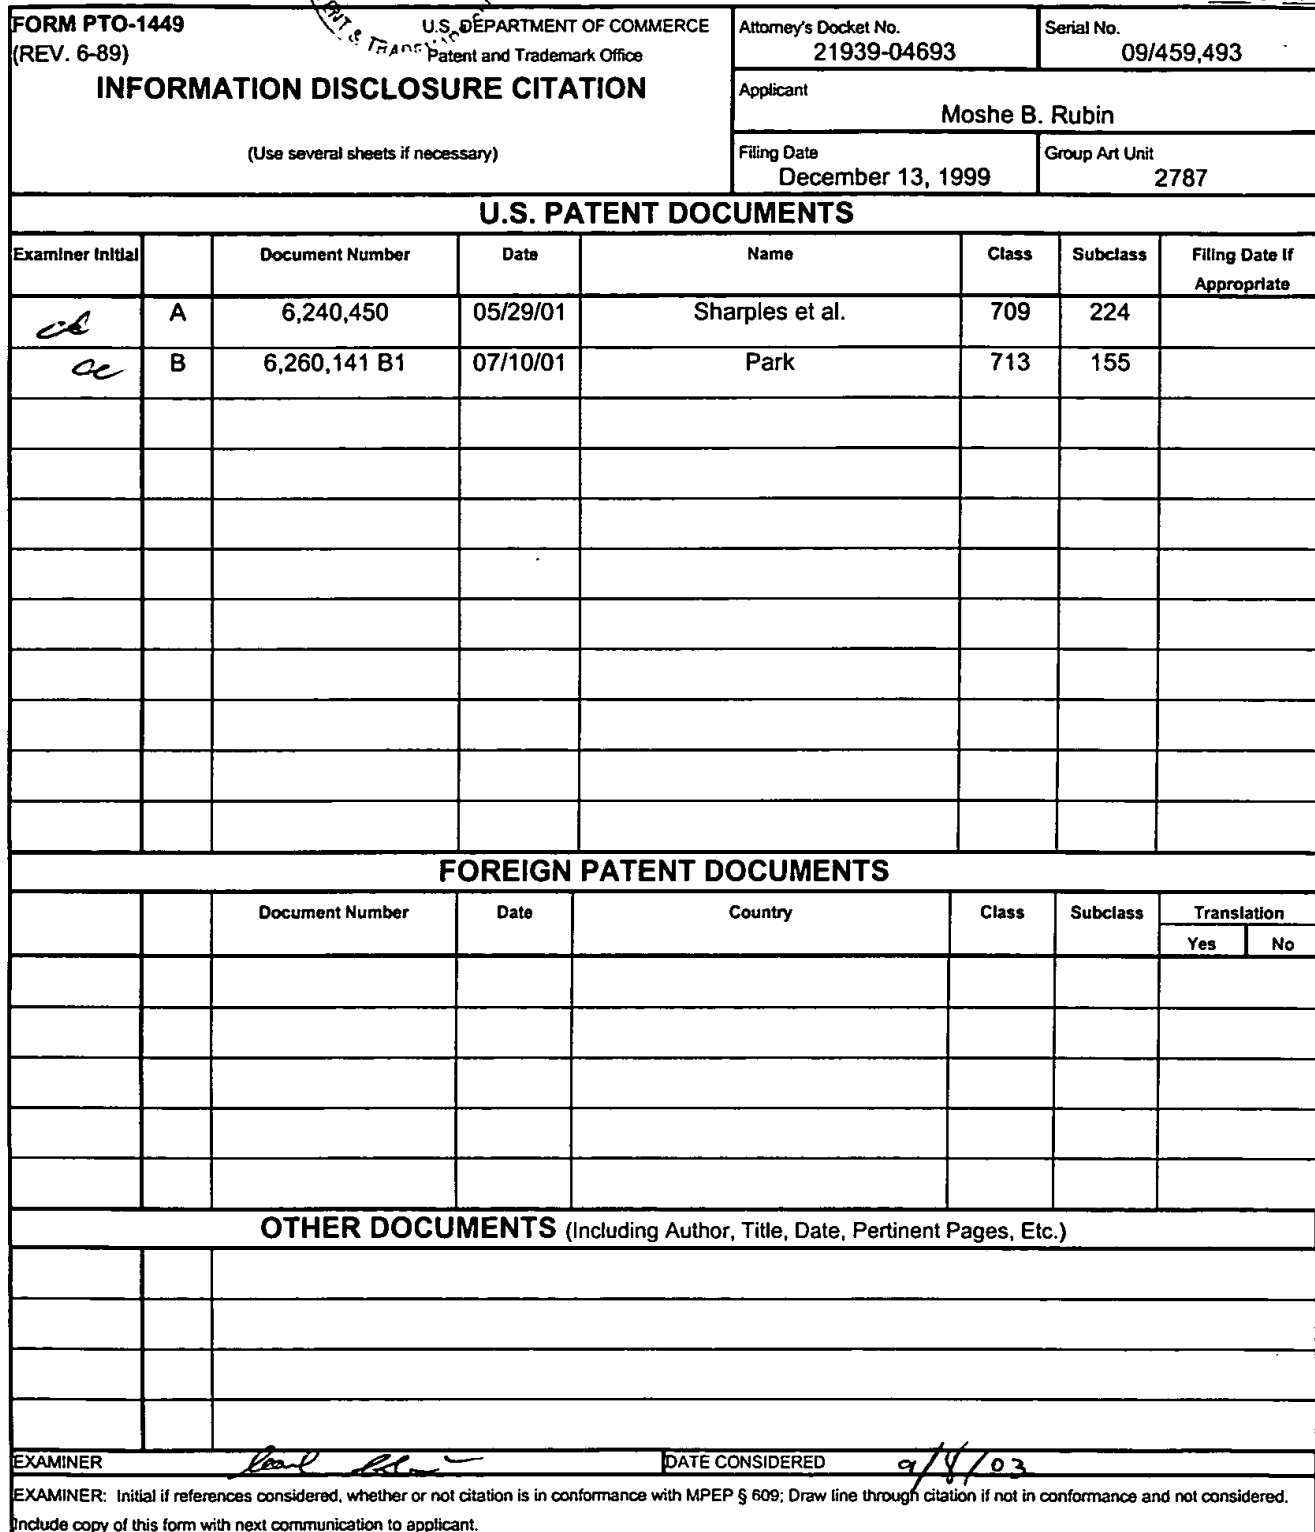 FORM PTO-1449
(REV. 6-89)
U.S. DEPARTMENT OF COMMERCE
Patent and Trademark Office
INFORMATION DISCLOSURE CITATION
(Use several sheets if necessary)
Attorney's Docket No.
21939-04693
Serial No.
09/459,493
Applicant
Moshe B. Rubin
Filing Date
December 13, 1999
Group Art Unit
2787
U.S. PATENT DOCUMENTS
Examiner Initial Document Number Date Name Class Subclass Filing Date If
Appropriate
A 6,240,450 05/29/01 Sharples et al. 709 224
B 6,260,141 B1 07/10/01 Park 713 155
FOREIGN PATENT DOCUMENTS
Document Number Date Country Class Subclass Translation
Yes No
OTHER DOCUMENTS (Including Author, Title, Date, Pertinent Pages, Etc.)
EXAMINER DATE CONSIDERED 9/8/03
EXAMINER: Initial if references considered, whether or not citation is in conformance with MPEP § 609; Draw line through citation if not in conformance and not considered.
Include copy of this form with next communication to applicant.